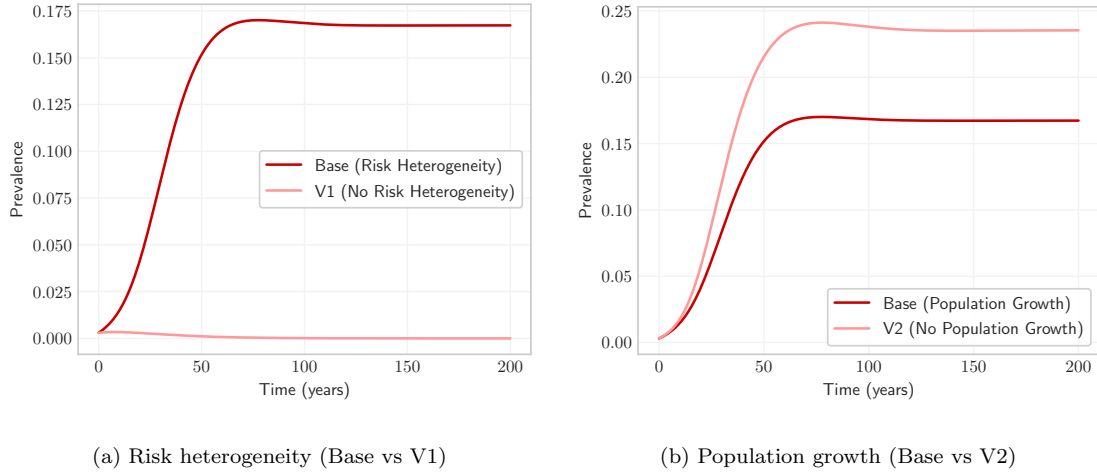 0.175
0.150
0.125
0.100
0.075
0.050
0.025
0.000
Prevalence
Base (Risk Heterogeneity)
V1 (No Risk Heterogeneity)
0
50
100
150
200
Time (years)
(a) Risk heterogeneity (Base vs V1)
0.25
0.20
0.15
0.10
0.05
0.00
Prevalence
Base (Population Growth)
V2 (No Population Growth)
0
50
100
150
200
Time (years)
(b) Population growth (Base vs V2)